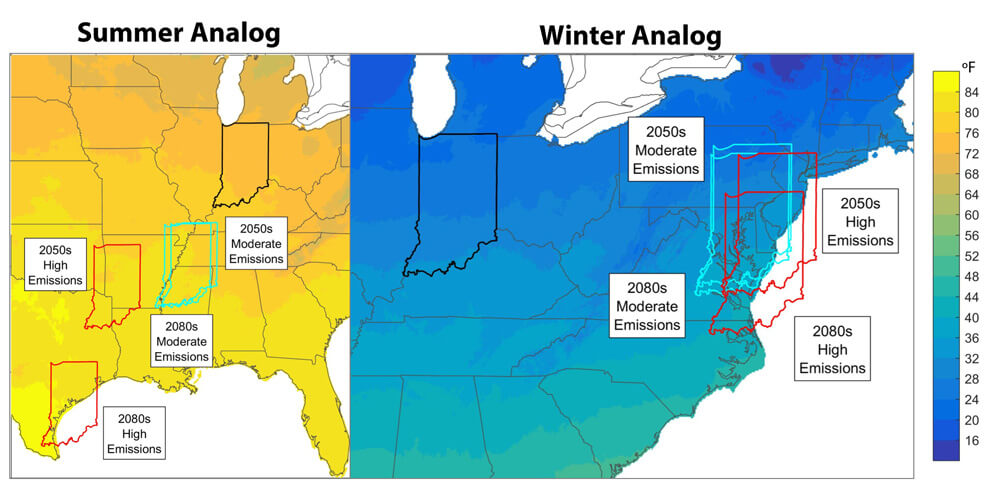 Summer Analog
2050s
High
Emissions
2050s
Moderate
Emissions
2080s
Moderate
Emissions
2080s
High
Emissions
Winter Analog
2050s
Moderate
Emissions
2050s
High
Emissions
2080s
Moderate
Emissions
2080s
High
Emissions
ºF
84
80
76
72
68
64
60
56
52
48
44
40
36
32
28
24
20
16